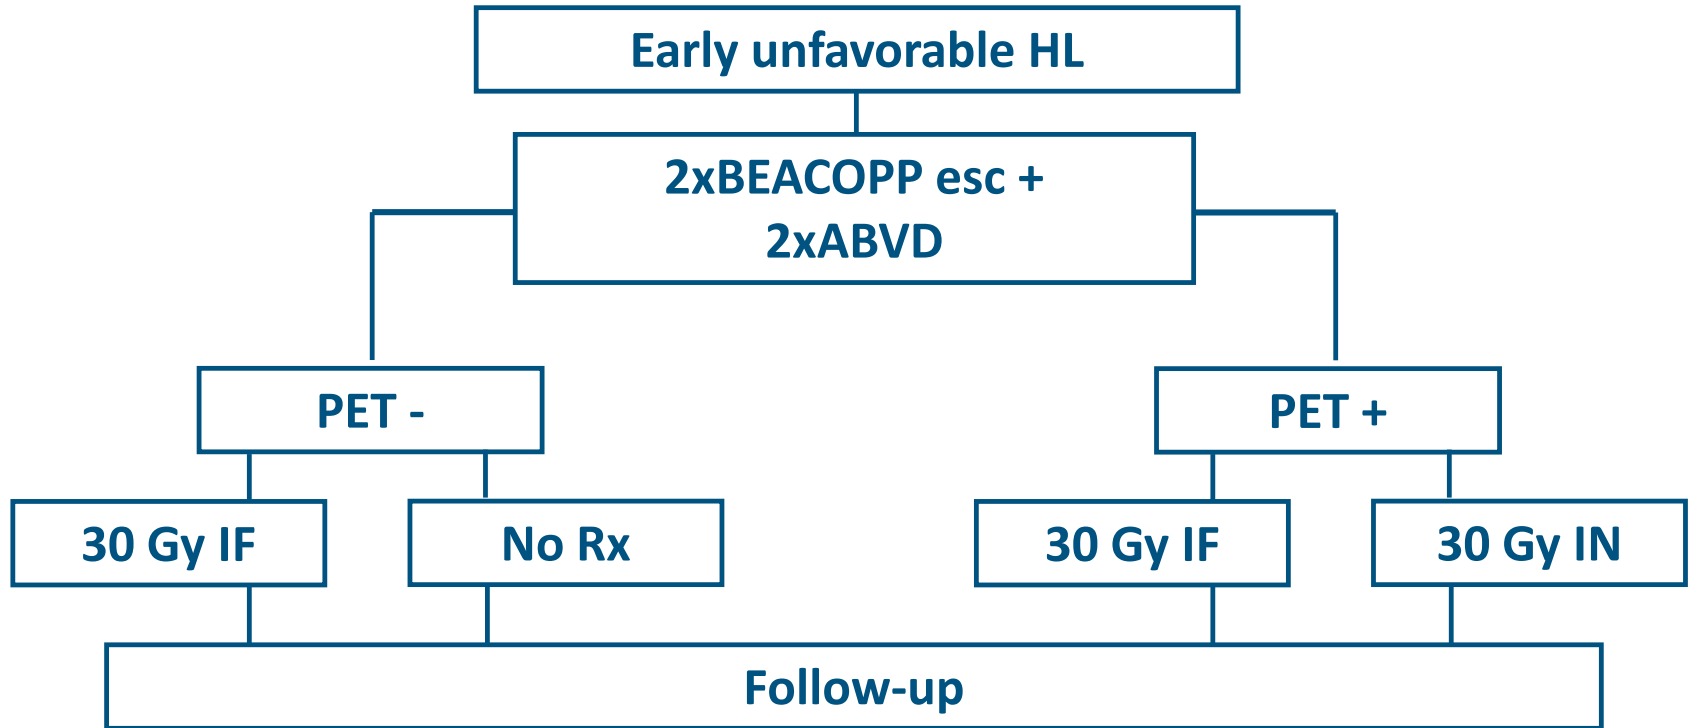 Early unfavorable HL
2xBEACOPP esc +
2xABVD
PET -
PET +
30 Gy IF
No Rx
30 Gy IF
30 Gy IN
Follow-up